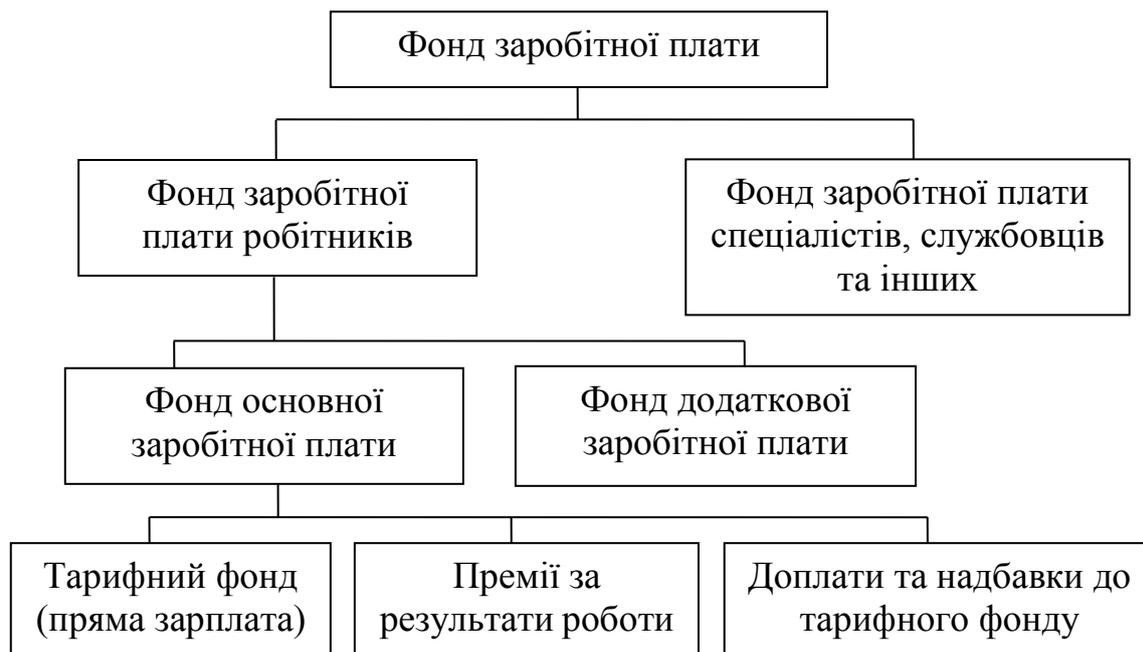 Фонд заробітної плати
Фонд заробітної
плати робітників
Фонд заробітної плати
спеціалістів, службовців
та інших
Фонд основної
заробітної плати
Фонд додаткової
заробітної плати
Тарифний фонд
(пряма зарплата)
Премії за
результати роботи
Доплати та надбавки до
тарифного фонду